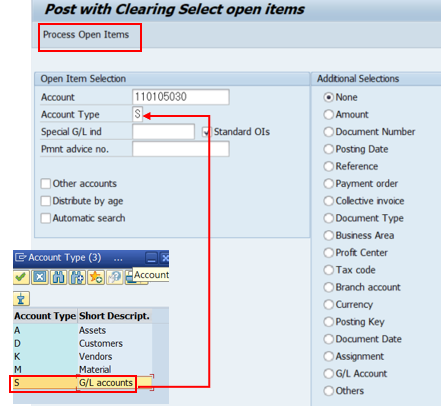 Post with Clearing Select open items
Process Open Items
Open Item Selection
Account 110105030
Account Type S
Special G/L ind Standard OIs
Pmnt advice no.
Other accounts
Distribute by age
Automatic search
Additional Selections
None
Amount
Document Number
Posting Date
Reference
Payment order
Collective invoice
Document Type
Business Area
Profit Center
Tax code
Branch account
Currency
Posting Key
Document Date
Assignment
G/L Account
Others
Account Type (3) ...
Account
Account Type Short Descript.
A Assets
D Customers
K Vendors
M Material
S G/L accounts